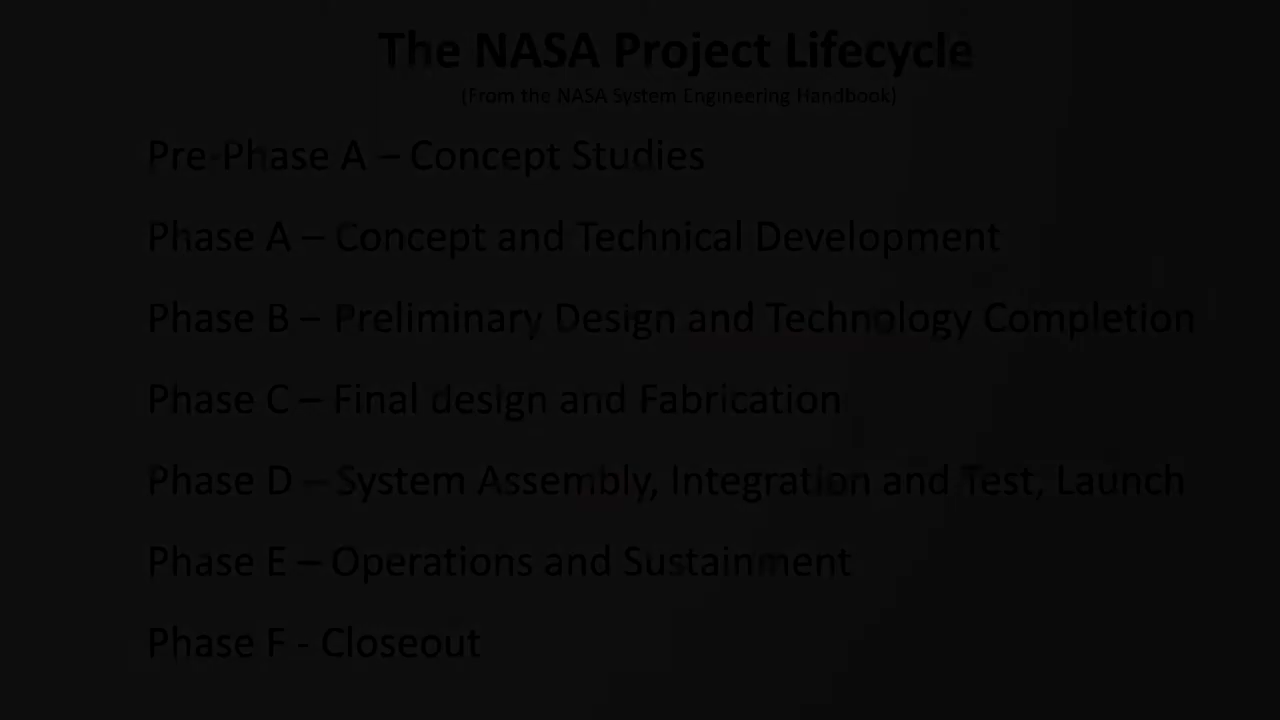 The NASA Project Lifecycle
(From the NASA System Engineering Handbook)
Pre-Phase A – Concept Studies
Phase A – Concept and Technical Development
Phase B – Preliminary Design and Technology Completion
Phase C – Final design and Fabrication
Phase D – System Assembly, Integration and Test, Launch
Phase E – Operations and Sustainment
Phase F - Closeout